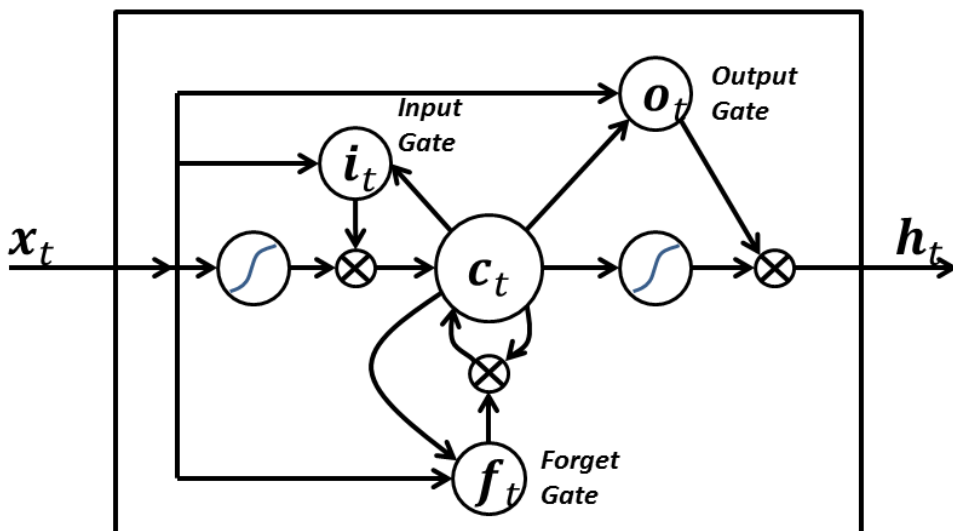 Output
Gate
o_t
Input
Gate
i_t
x_t
c_t
h_t
Forget
Gate
f_t